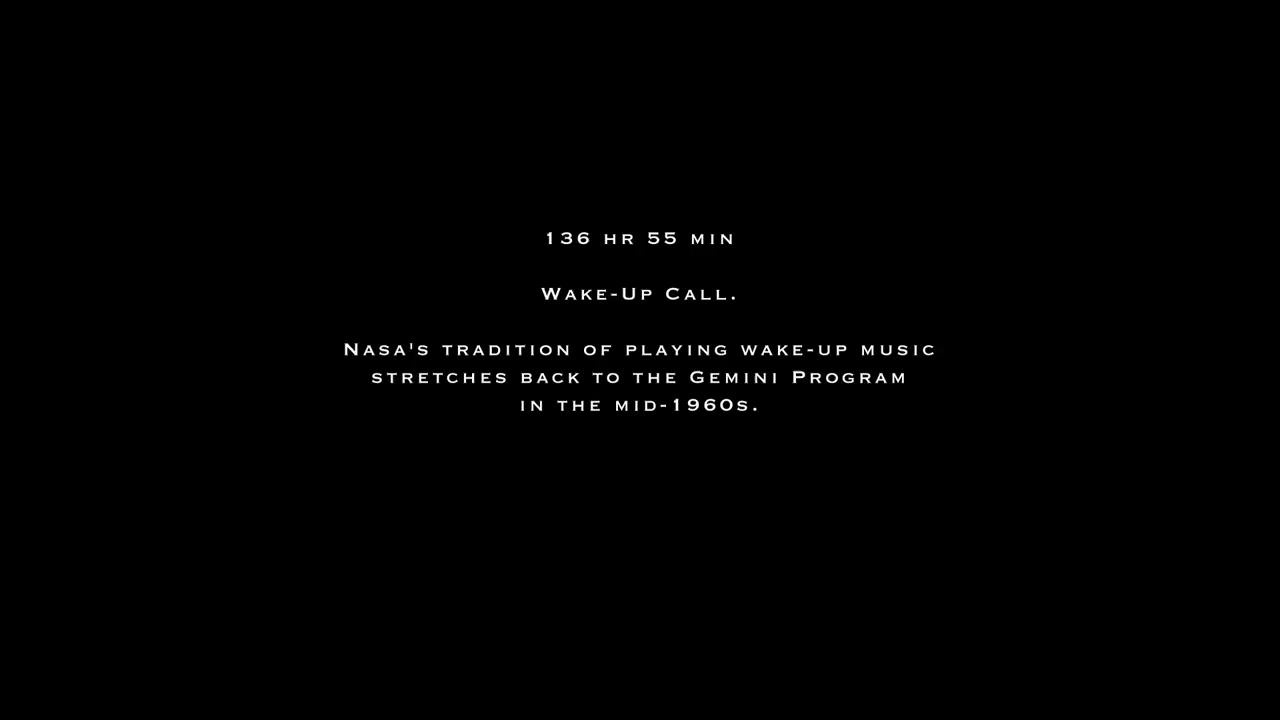 136 HR 55 MIN
WAKE-UP CALL.
NASA'S TRADITION OF PLAYING WAKE-UP MUSIC
STRETCHES BACK TO THE GEMINI PROGRAM
IN THE MID-1960S.